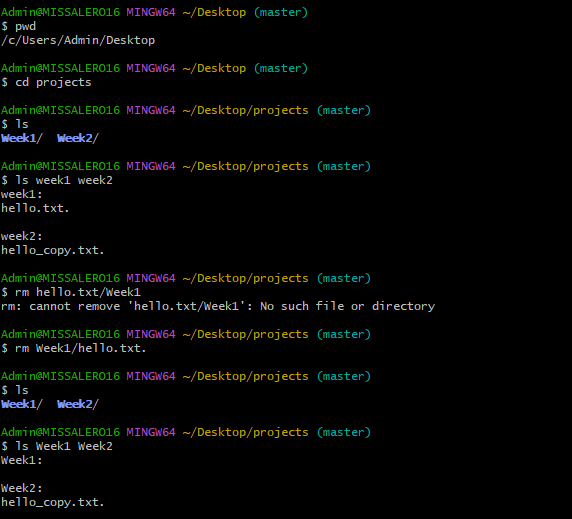 Admin@MISSALERO16 MINGW64 ~/Desktop (master)
$ pwd
/c/Users/Admin/Desktop

Admin@MISSALERO16 MINGW64 ~/Desktop (master)
$ cd projects

Admin@MISSALERO16 MINGW64 ~/Desktop/projects (master)
$ ls
Week1/  Week2/

Admin@MISSALERO16 MINGW64 ~/Desktop/projects (master)
$ ls week1 week2
week1:
hello.txt.

week2:
hello_copy.txt.

Admin@MISSALERO16 MINGW64 ~/Desktop/projects (master)
$ rm hello.txt/Week1
rm: cannot remove 'hello.txt/Week1': No such file or directory

Admin@MISSALERO16 MINGW64 ~/Desktop/projects (master)
$ rm Week1/hello.txt.

Admin@MISSALERO16 MINGW64 ~/Desktop/projects (master)
$ ls
Week1/  Week2/

Admin@MISSALERO16 MINGW64 ~/Desktop/projects (master)
$ ls Week1 Week2
Week1:

Week2:
hello_copy.txt.